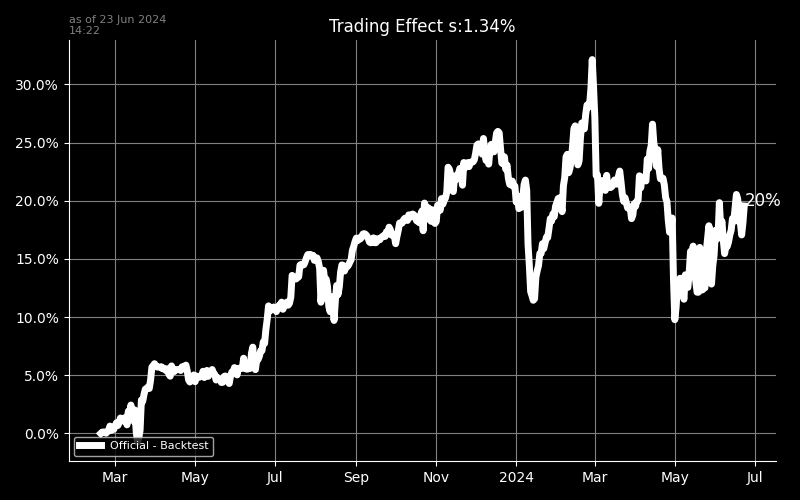 as of 23 Jun 2024
14:22
Trading Effect s:1.34%
30.0%
25.0%
20.0%
20%
15.0%
10.0%
5.0%
0.0%
Official - Backtest
Mar May Jul Sep Nov 2024 Mar May Jul